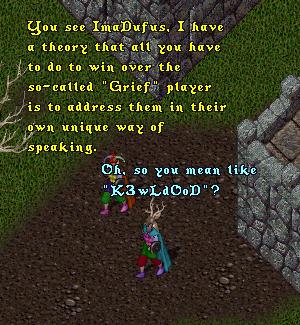 You see ImaDufus, I have
a theory that all you have
to do to win over the
so-called "Grief" player
is to address them in their
own unique way of
speaking.
Oh, so you mean like
"K3wLdOoD"?